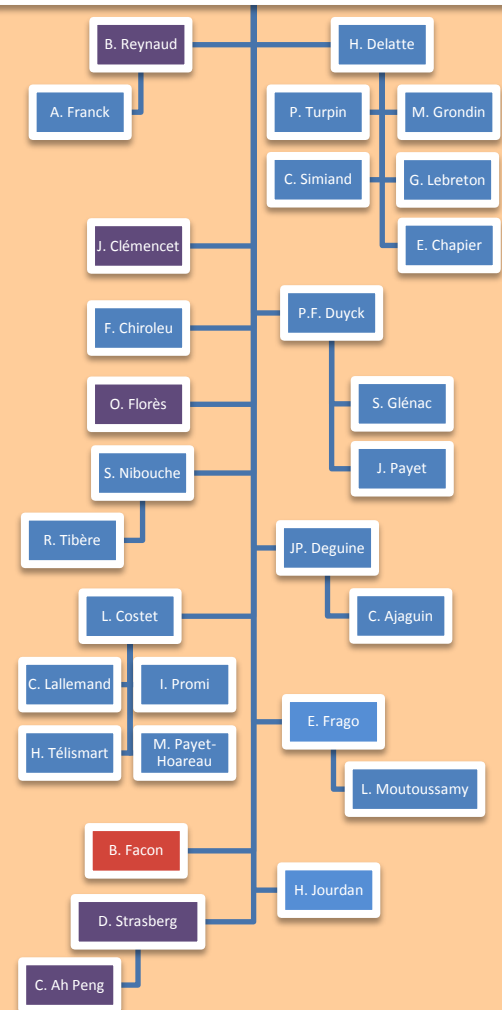 B. Reynaud
H. Delatte
A. Franck
P. Turpin
M. Grondin
C. Simiand
G. Lebreton
J. Clémencet
E. Chapier
P.F. Duyck
F. Chiroleu
O. Florès
S. Glénac
S. Nibouche
J. Payet
R. Tibère
JP. Deguine
L. Costet
C. Ajaguin
C. Lallemand
I. Promi
E. Frago
H. Télismart
M. Payet-
Hoareau
L. Moutoussamy
B. Facon
H. Jourdan
D. Strasberg
C. Ah Peng